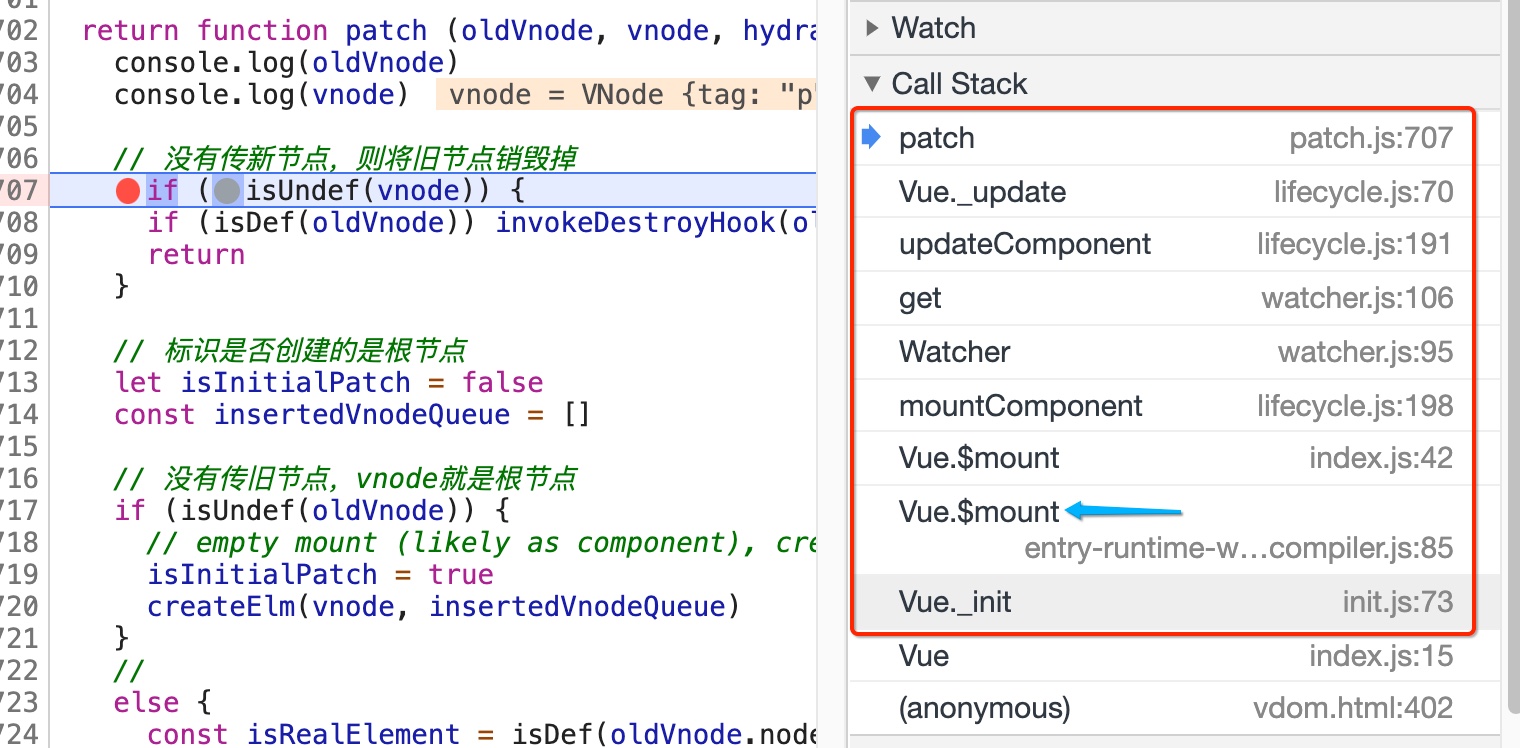 01
702 return function patch (oldVnode, vnode, hydra
703 console.log(oldVnode)
704 console.log(vnode) vnode = VNode {tag: "p"
705
706 // 没有传新节点，则将旧节点销毁掉
707 if (isUndef(vnode)) {
708 if (isDef(oldVnode)) invokeDestroyHook(ol
709 return
710 }
711
712 // 标识是否创建的是根节点
713 let isInitialPatch = false
714 const insertedVnodeQueue = []
715
716 // 没有传旧节点，vnode就是根节点
717 if (isUndef(oldVnode)) {
718 // empty mount (likely as component), cre
719 isInitialPatch = true
720 createElm(vnode, insertedVnodeQueue)
721 }
722 //
723 else {
724 const isRealElement = isDef(oldVnode.node
Watch
Call Stack
patch patch.js:707
Vue._update lifecycle.js:70
updateComponent lifecycle.js:191
get watcher.js:106
Watcher watcher.js:95
mountComponent lifecycle.js:198
Vue.$mount index.js:42
Vue.$mount
entry-runtime-w…compiler.js:85
Vue._init init.js:73
Vue index.js:15
(anonymous) vdom.html:402